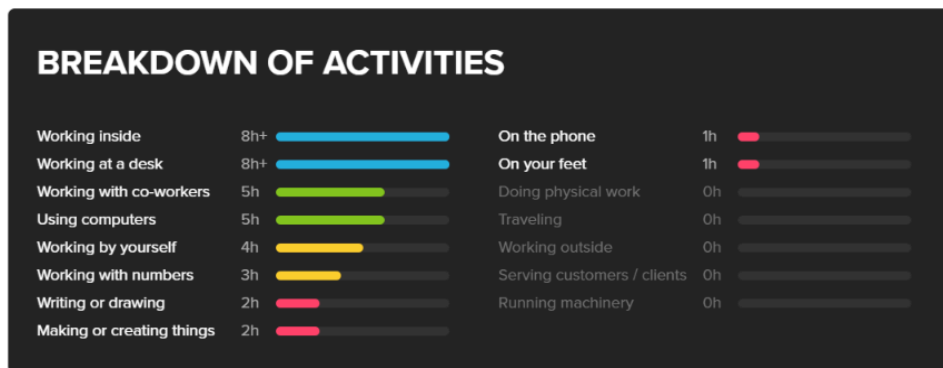 BREAKDOWN OF ACTIVITIES
Working inside 8h+
Working at a desk 8h+
Working with co-workers 5h
Using computers 5h
Working by yourself 4h
Working with numbers 3h
Writing or drawing 2h
Making or creating things 2h
On the phone 1h
On your feet 1h
Doing physical work 0h
Traveling 0h
Working outside 0h
Serving customers / clients 0h
Running machinery 0h